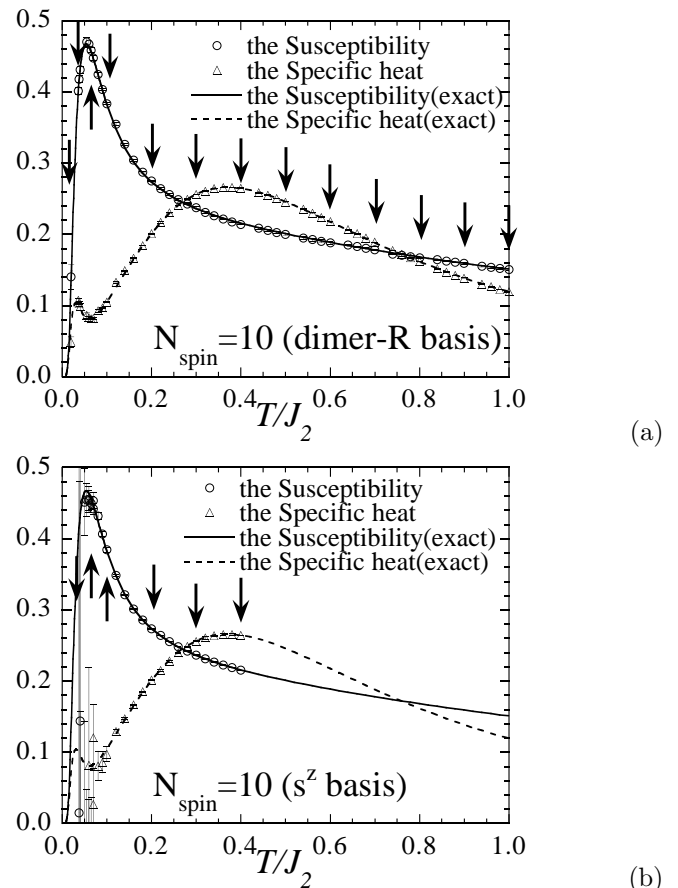 0.5
0.4
0.3
0.2
0.1
0.0
the Susceptibility
the Specific heat
the Susceptibility(exact)
the Specific heat(exact)
N_spin=10 (dimer-R basis)
0.0 0.2 0.4 0.6 0.8 1.0
T/J_2
(a)
0.5
0.4
0.3
0.2
0.1
0.0
the Susceptibility
the Specific heat
the Susceptibility(exact)
the Specific heat(exact)
N_spin=10 (s^z basis)
0.0 0.2 0.4 0.6 0.8 1.0
T/J_2
(b)